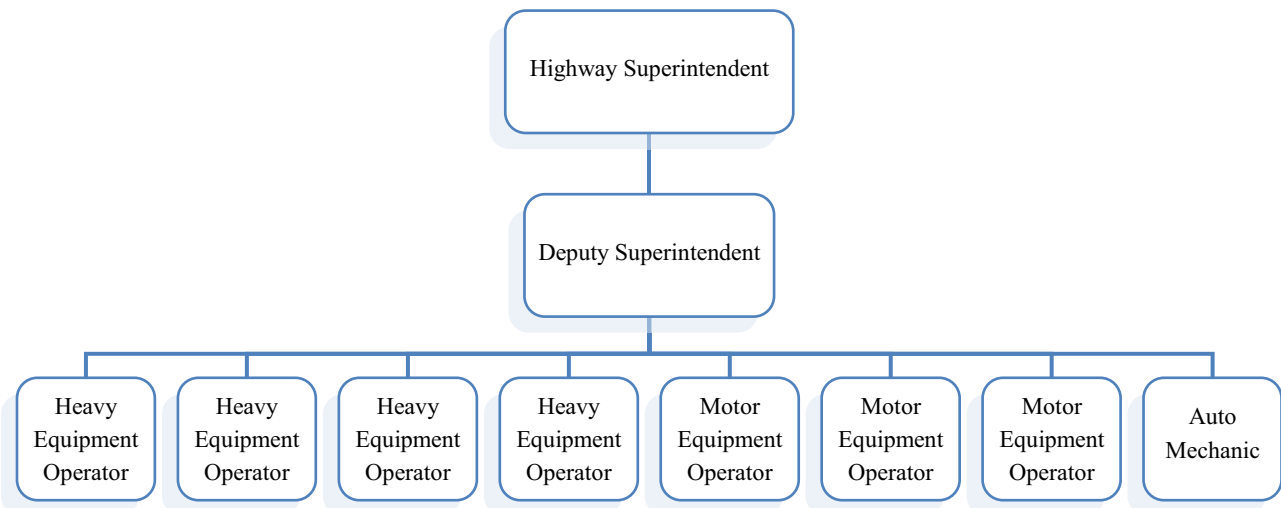 Highway Superintendent
Deputy Superintendent
Heavy
Equipment
Operator
Heavy
Equipment
Operator
Heavy
Equipment
Operator
Heavy
Equipment
Operator
Motor
Equipment
Operator
Motor
Equipment
Operator
Motor
Equipment
Operator
Auto
Mechanic